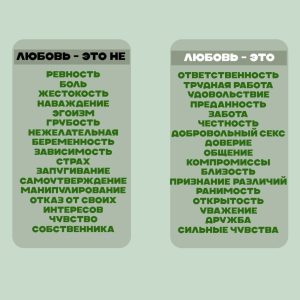 ЛЮБОВЬ - ЭТО НЕ
РЕВНОСТЬ
БОЛЬ
ЖЕСТОКОСТЬ
НАВАЖДЕНИЕ
ЭГОИЗМ
ГРУБОСТЬ
НЕЖЕЛАТЕЛЬНАЯ
БЕРЕМЕННОСТЬ
ЗАВИСИМОСТЬ
СТРАХ
ЗАПУГИВАНИЕ
САМОУТВЕРЖДЕНИЕ
МАНИПУЛИРОВАНИЕ
ОТКАЗ ОТ СВОИХ
ИНТЕРЕСОВ
ЧУВСТВО
СОБСТВЕННИКА
ЛЮБОВЬ - ЭТО
ОТВЕТСТВЕННОСТЬ
ТРУДНАЯ РАБОТА
УДОВОЛЬСТВИЕ
ПРЕДАННОСТЬ
ЗАБОТА
ЧЕСТНОСТЬ
ДОБРОВОЛЬНЫЙ СЕКС
ДОВЕРИЕ
ОБЩЕНИЕ
КОМПРОМИССЫ
БЛИЗОСТЬ
ПРИЗНАНИЕ РАЗЛИЧИЙ
РАНИМОСТЬ
ОТКРЫТОСТЬ
УВАЖЕНИЕ
ДРУЖБА
СИЛЬНЫЕ ЧУВСТВА